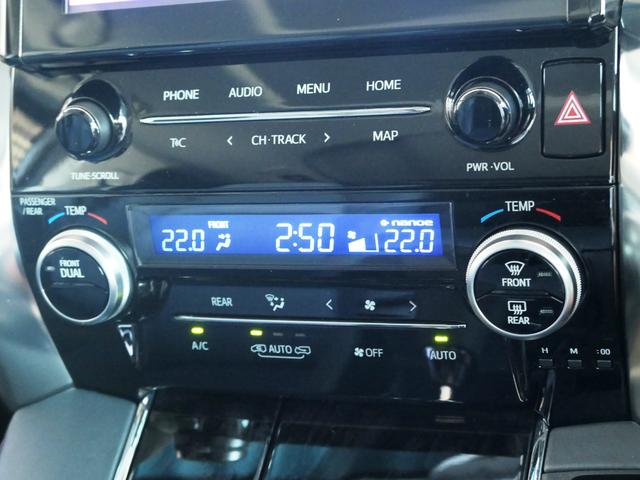 PHONE AUDIO MENU HOME
T&C < CH·TRACK > MAP
TUNE·SCROLL PWR·VOL
PASSENGER /REAR
TEMP TEMP
22.0 FRONT 2:50 nanoe 22.0
FRONT DUAL
FRONT
REAR
REAR < >
A/C AUTO OFF AUTO
H M :00